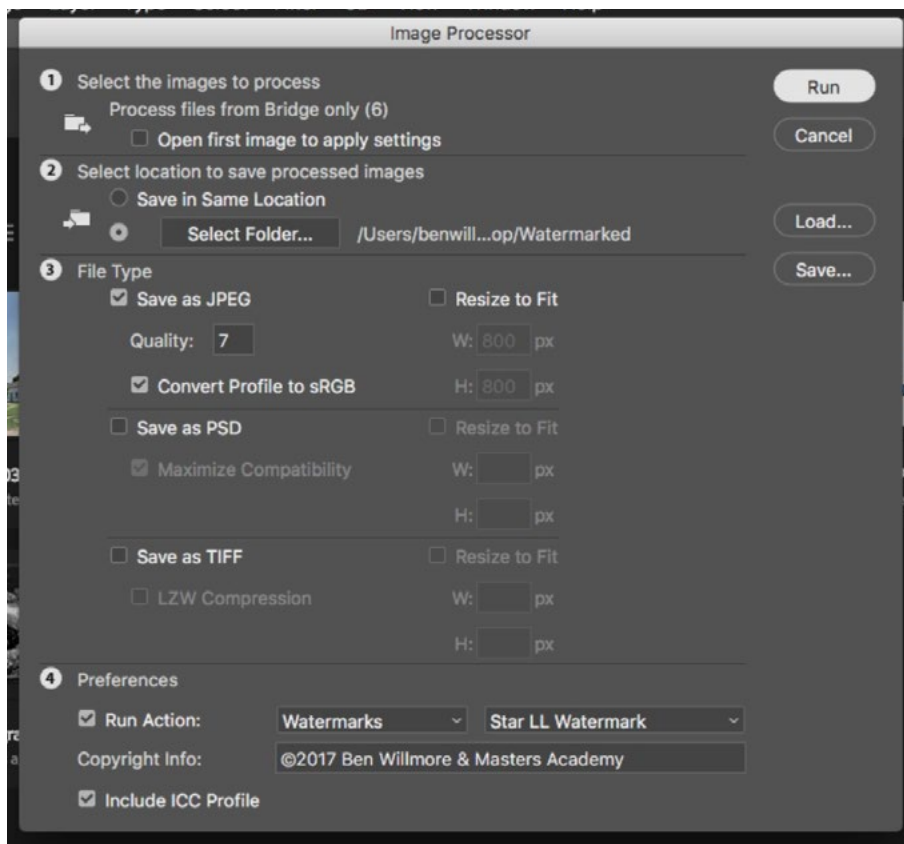 Image Processor
1 Select the images to process
Process files from Bridge only (6)
Open first image to apply settings
Run
Cancel
2 Select location to save processed images
Save in Same Location
Select Folder... /Users/benwill...op/Watermarked
Load...
Save...
3 File Type
Save as JPEG Resize to Fit
Quality: 7 W: 800 px
Convert Profile to sRGB H: 800 px
Save as PSD Resize to Fit
Maximize Compatibility W: px
H: px
Save as TIFF Resize to Fit
LZW Compression W: px
H: px
4 Preferences
Run Action: Watermarks Star LL Watermark
Copyright Info: ©2017 Ben Willmore & Masters Academy
Include ICC Profile